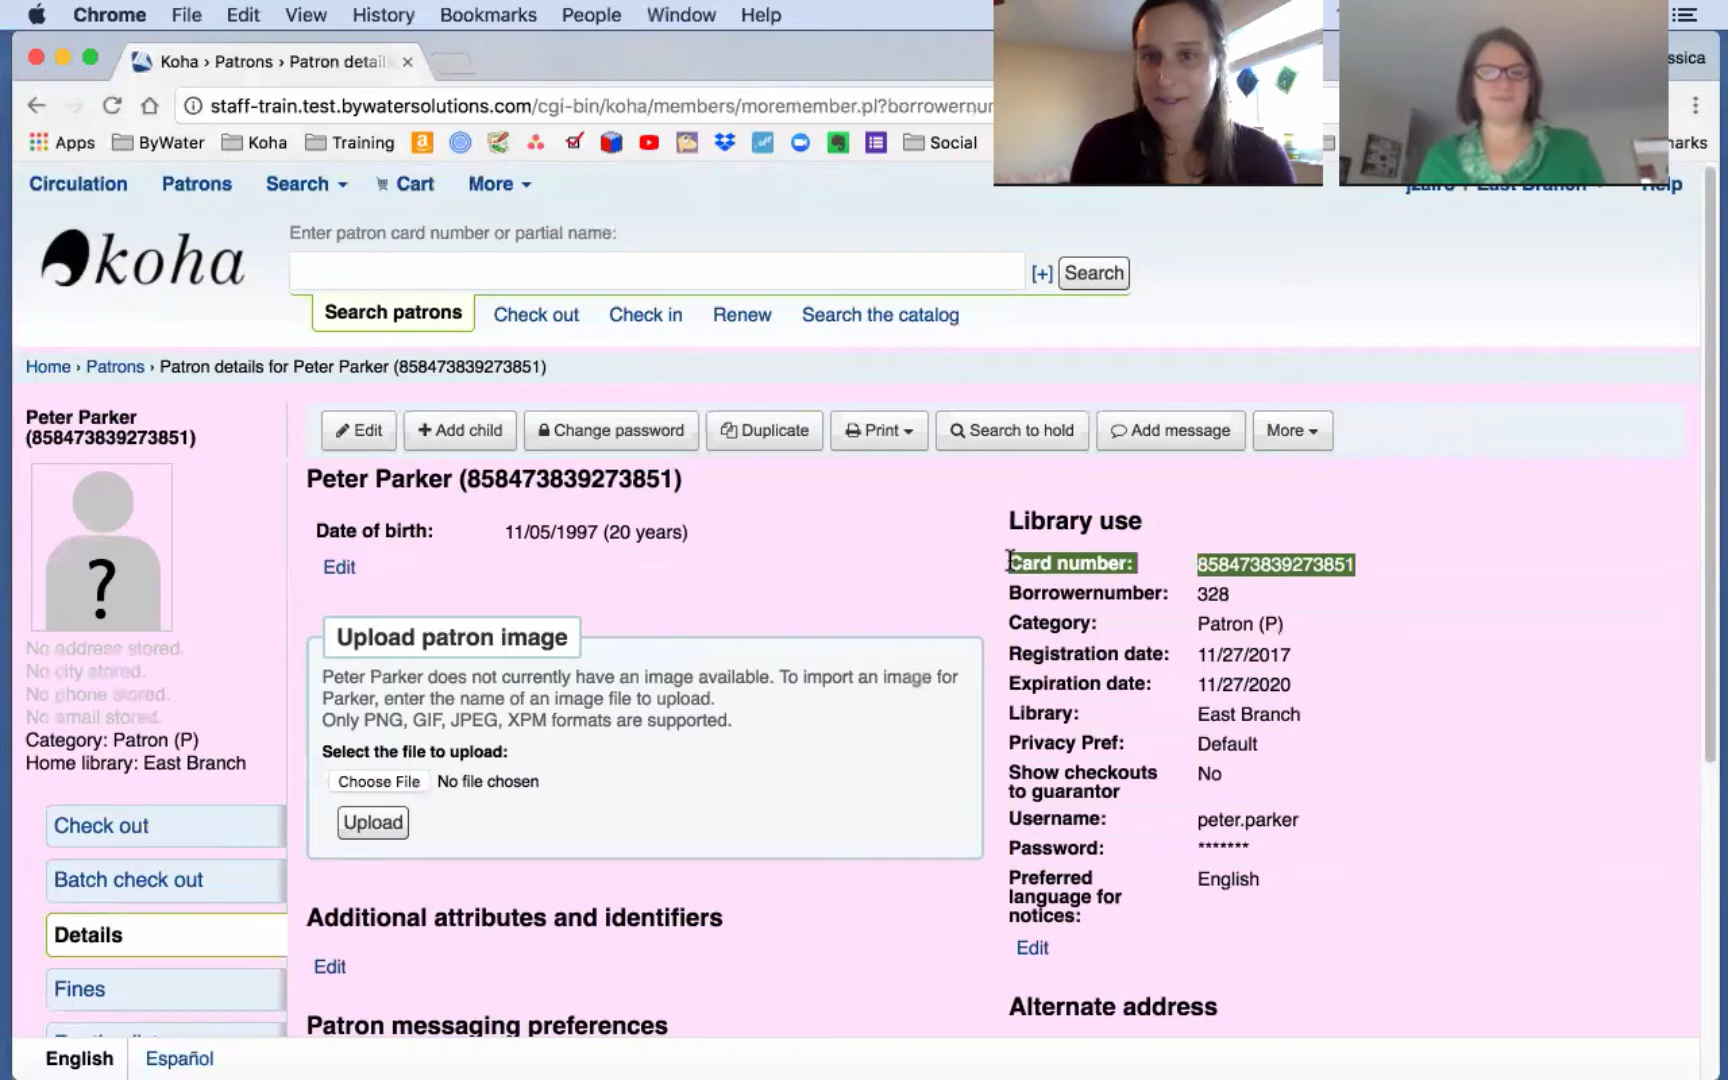 Chrome File Edit View History Bookmarks People Window Help
Koha › Patrons › Patron details
ssica
staff-train.test.bywatersolutions.com/cgi-bin/koha/members/moremember.pl?borrowernum
Apps ByWater Koha Training Social
Circulation Patrons Search Cart More
East Branch Help
koha
Enter patron card number or partial name:
[+] Search
Search patrons Check out Check in Renew Search the catalog
Home › Patrons › Patron details for Peter Parker (858473839273851)
Peter Parker
(858473839273851)
?
No address stored.
No city stored.
No phone stored.
No email stored.
Category: Patron (P)
Home library: East Branch
Check out
Batch check out
Details
Fines
Edit Add child Change password Duplicate Print Search to hold Add message More
Peter Parker (858473839273851)
Date of birth: 11/05/1997 (20 years)
Edit
Upload patron image
Peter Parker does not currently have an image available. To import an image for
Parker, enter the name of an image file to upload.
Only PNG, GIF, JPEG, XPM formats are supported.
Select the file to upload:
Choose File No file chosen
Upload
Additional attributes and identifiers
Edit
Patron messaging preferences
Library use
Card number: 858473839273851
Borrowernumber: 328
Category: Patron (P)
Registration date: 11/27/2017
Expiration date: 11/27/2020
Library: East Branch
Privacy Pref: Default
Show checkouts No
to guarantor
Username: peter.parker
Password: *******
Preferred English
language for
notices:
Edit
Alternate address
English Español